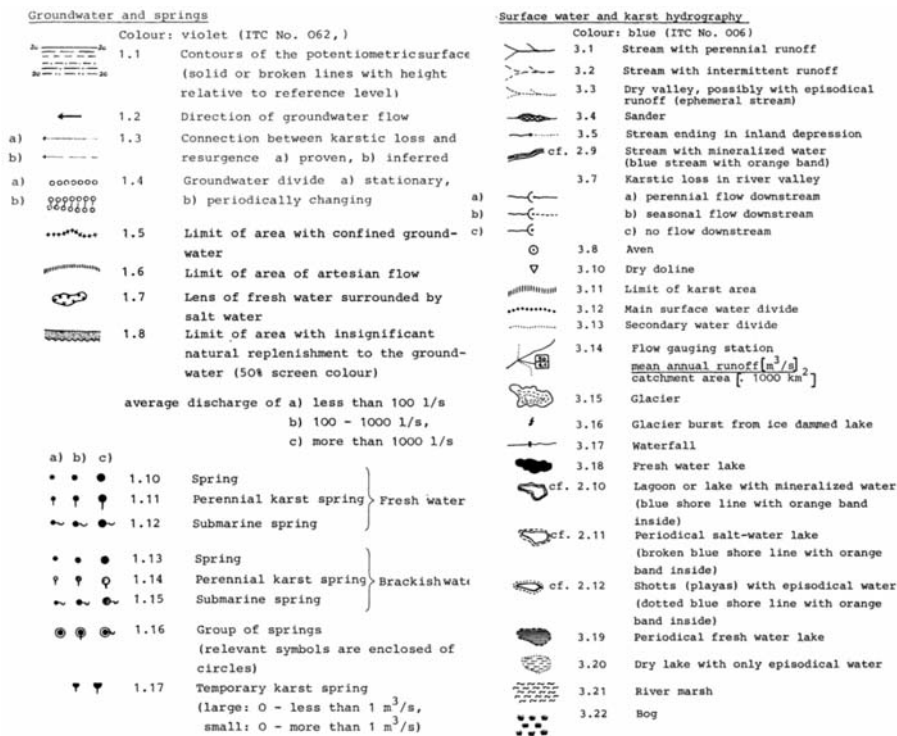 Groundwater and springs
Colour: violet (ITC No. 062,)
1.1 Contours of the potentiometric surface
(solid or broken lines with height
relative to reference level)
1.2 Direction of groundwater flow
a) 1.3 Connection between karstic loss and
b) resurgence a) proven, b) inferred
a) 1.4 Groundwater divide a) stationary,
b) b) periodically changing
1.5 Limit of area with confined ground-
water
1.6 Limit of area of artesian flow
1.7 Lens of fresh water surrounded by
salt water
1.8 Limit of area with insignificant
natural replenishment to the ground-
water (50% screen colour)
average discharge of a) less than 100 l/s
b) 100 - 1000 l/s,
c) more than 1000 l/s
a) b) c)
1.10 Spring
1.11 Perennial karst spring Fresh water
1.12 Submarine spring
1.13 Spring
1.14 Perennial karst spring Brackish wate
1.15 Submarine spring
1.16 Group of springs
(relevant symbols are enclosed of
circles)
1.17 Temporary karst spring
(large: O - less than 1 m³/s,
small: O - more than 1 m³/s)
Surface water and karst hydrography
Colour: blue (ITC No. 006)
3.1 Stream with perennial runoff
3.2 Stream with intermittent runoff
3.3 Dry valley, possibly with episodical
runoff (ephemeral stream)
3.4 Sander
3.5 Stream ending in inland depression
cf. 2.9 Stream with mineralized water
(blue stream with orange band)
3.7 Karstic loss in river valley
a) a) perennial flow downstream
b) b) seasonal flow downstream
c) c) no flow downstream
3.8 Aven
3.10 Dry doline
3.11 Limit of karst area
3.12 Main surface water divide
3.13 Secondary water divide
3.14 Flow gauging station
mean annual runoff [m³/s]
catchment area [. 1000 km²]
3.15 Glacier
3.16 Glacier burst from ice dammed lake
3.17 Waterfall
3.18 Fresh water lake
cf. 2.10 Lagoon or lake with mineralized water
(blue shore line with orange band
inside)
cf. 2.11 Periodical salt-water lake
(broken blue shore line with orange
band inside)
cf. 2.12 Shotts (playas) with episodical water
(dotted blue shore line with orange
band inside)
3.19 Periodical fresh water lake
3.20 Dry lake with only episodical water
3.21 River marsh
3.22 Bog